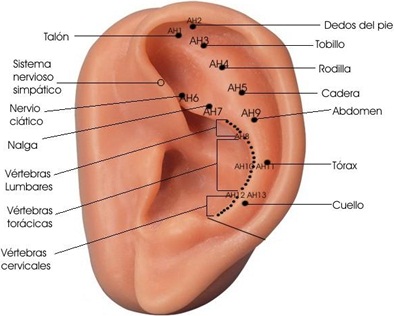 Talón
Sistema
nervioso
simpático
Nervio
ciático
Nalga
Vértebras
Lumbares
Vértebras
torácicas
Vértebras
cervicales
AH2
AH1
AH3
AH4
AH5
AH6
AH7
AH9
AH8
AH10 AH11
AH12 AH13
Dedos del pie
Tobillo
Rodilla
Cadera
Abdomen
Tórax
Cuello